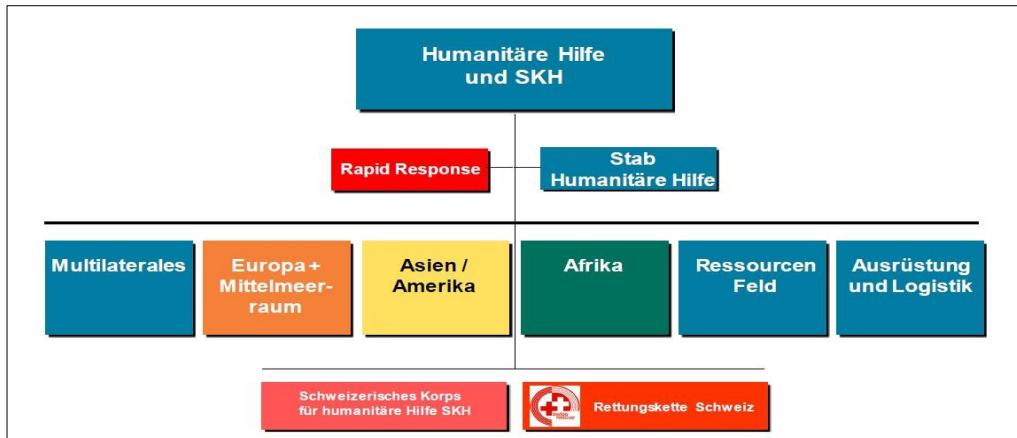 Humanitäre Hilfe
und SKH
Rapid Response
Stab
Humanitäre Hilfe
Multilaterales
Europa +
Mittelmeer-
raum
Asien /
Amerika
Afrika
Ressourcen
Feld
Ausrüstung
und Logistik
Schweizerisches Korps
für humanitäre Hilfe SKH
Rettungskette Schweiz